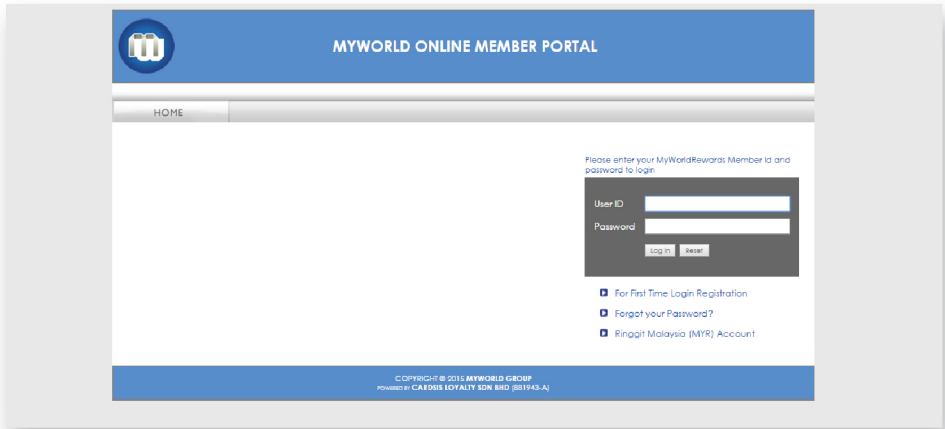 m
MYWORLD ONLINE MEMBER PORTAL
HOME
Please enter your MyWorldRewards Member Id and
password to login
User ID
Password
Log In Reset
For First Time Login Registration
Forgot your Password?
Ringgit Malaysia (MYR) Account
COPYRIGHT © 2015 MYWORLD GROUP
POWERED BY CARDSIS LOYALTY SDN BHD (881943-A)